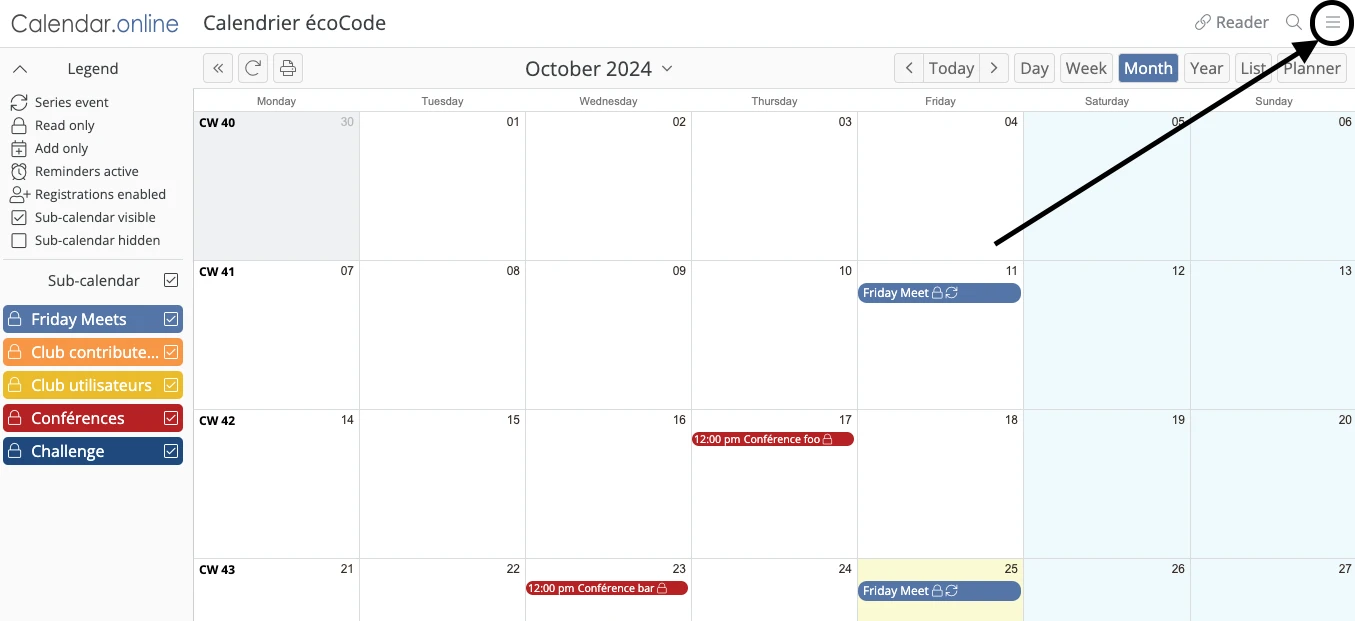 Calendar.online Calendrier écoCode Reader
Legend
Series event
Read only
Add only
Reminders active
Registrations enabled
Sub-calendar visible
Sub-calendar hidden
Sub-calendar
Friday Meets
Club contribute...
Club utilisateurs
Conférences
Challenge
October 2024 Today Day Week Month Year List Planner
Monday Tuesday Wednesday Thursday Friday Saturday Sunday
CW 40 30 01 02 03 04 05 06
CW 41 07 08 09 10 11 12 13
Friday Meet
CW 42 14 15 16 17 18 19 20
12:00 pm Conférence foo
CW 43 21 22 23 24 25 26 27
12:00 pm Conférence bar Friday Meet